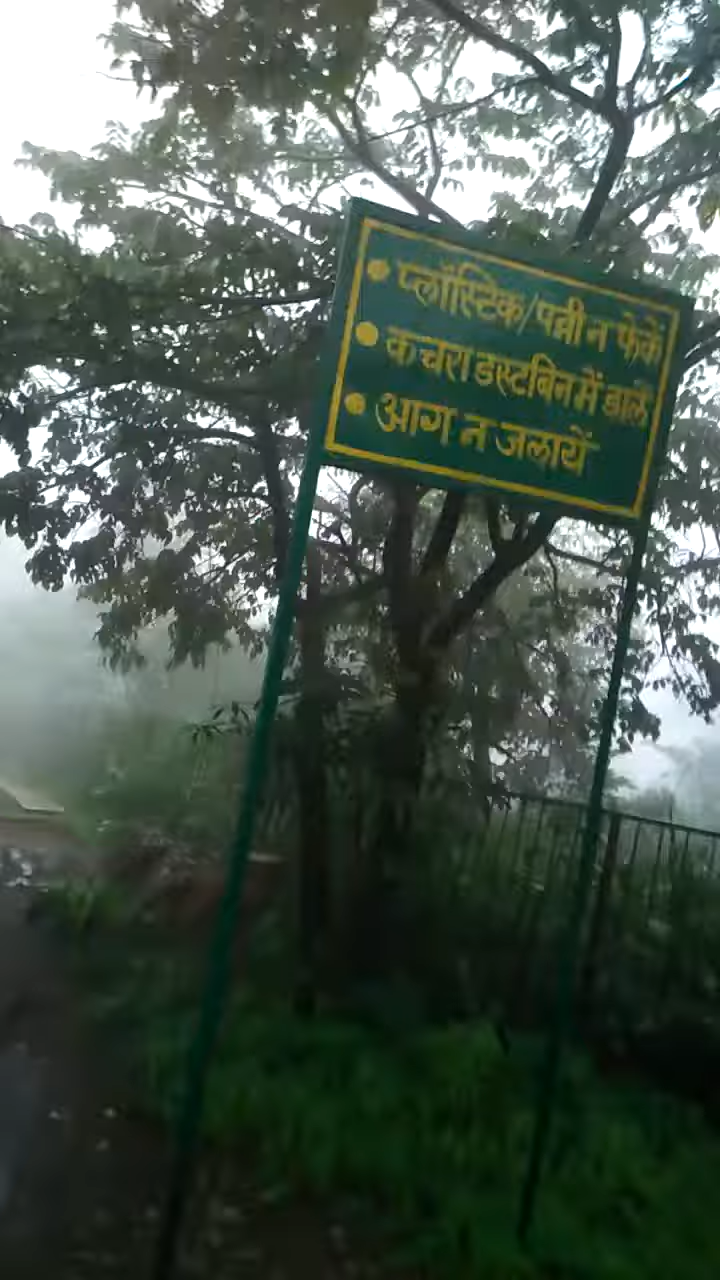 • प्लॉस्टिक/पन्नी न फेकें
• कचरा डस्टबिन में डालें
• आग न जलायें